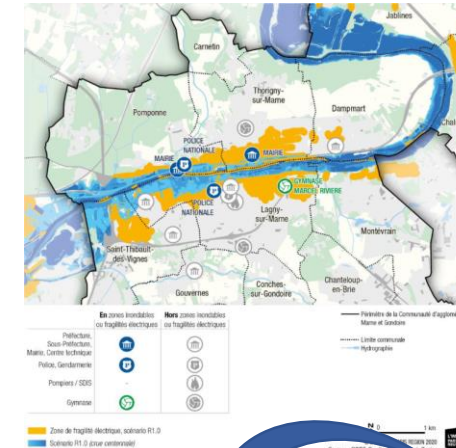 Jablines
Carnetin
Thorigny-
sur-Marne
Dampmart
Pomponne
POLICE
NATIONALE
MAIRIE
MAIRIE
GYMNASE
MARCEL RIVIERE
POLICE
NATIONALE
Lagny-
sur-Marne
Montévrain
Saint-Thibault
des-Vignes
Gouvernes
Conches-
sur-Gondoire
Chanteloup-
en-Brie
En zones inondables
ou fragilités électriques
Hors zones inondables
ou fragilités électriques
Préfecture,
Sous-Préfecture,
Mairie, Centre technique
Police, Gendarmerie
Pompiers / SDIS
-
Gymnase
Périmètre de la Communauté d'agglomé
Marne et Gondoire
Limite communale
Hydrographie
Zone de fragilité électrique, scénario R1.0
Scénario R1.0 (crue centennale)
N 0 1 km
REGION 2020